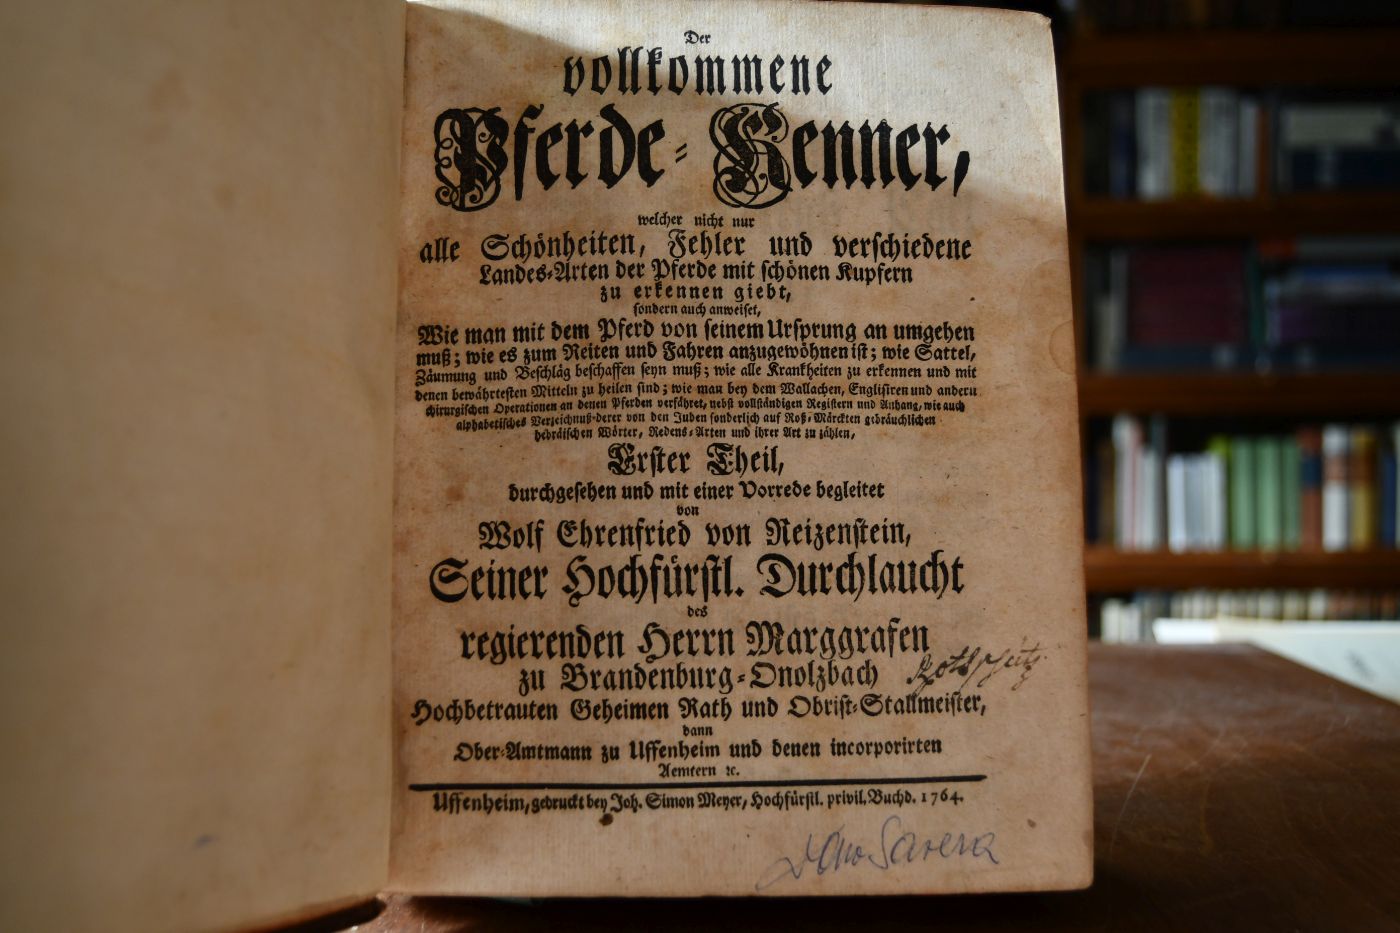 Der
vollkommene
Pferde-Kenner,
welcher nicht nur
alle Schönheiten, Fehler und verschiedene
Landes-Arten der Pferde mit schönen Kupfern
zu erkennen giebt,
sondern auch anweiset,
Wie man mit dem Pferd von seinem Ursprung an umgehen
muß; wie es zum Reiten und Fahren anzugewöhnen ist; wie Sattel,
Zäumung und Beschläg beschaffen seyn muß; wie alle Krankheiten zu erkennen und mit
denen bewährtesten Mitteln zu heilen sind; wie man bey dem Wallachen, Englisiren und andern
chirurgischen Operationen an denen Pferden verfähret, nebst vollständigen Registern und Anhang, wie auch
alphabetisches Verzeichnuß derer von den Juden sonderlich auf Roß-Märckten gebräuchlichen
hebräischen Wörter, Redens-Arten und ihrer Art zu zählen,
Erster Theil,
durchgesehen und mit einer Vorrede begleitet
von
Wolf Ehrenfried von Reizenstein,
Seiner Hochfürstl. Durchlaucht
des
regierenden Herrn Marggrafen
zu Brandenburg-Onolzbach
Hochbetrauten Geheimen Rath und Obrist-Stallmeister,
dann
Ober-Amtmann zu Uffenheim und denen incorporirten
Aemtern ꝛc.
Uffenheim, gedruckt bey Joh. Simon Meyer, Hochfürstl. privil. Buchd. 1764.